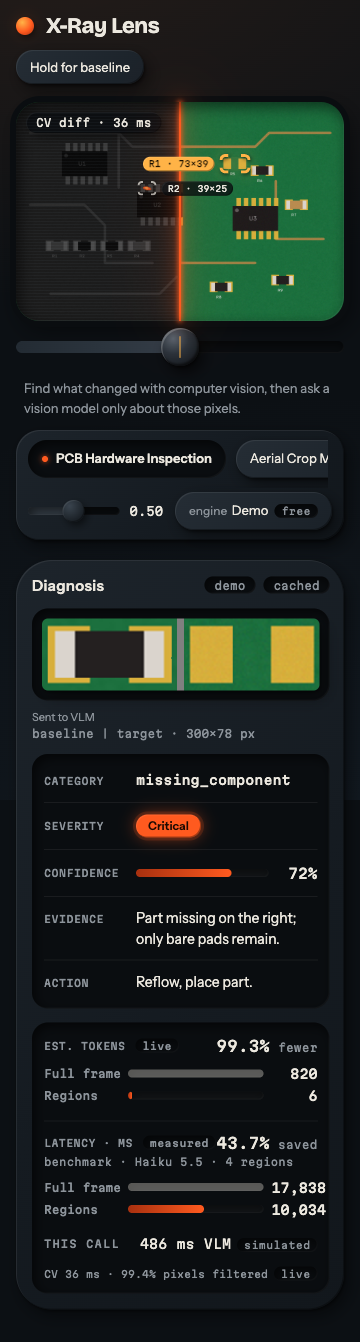 X-Ray Lens
Hold for baseline
CV diff · 36 ms
R1 · 73×39
R2 · 39×25
U1
U2
U3
Find what changed with computer vision, then ask a
vision model only about those pixels.
PCB Hardware Inspection
Aerial Crop M
0.50
engine Demo free
Diagnosis
demo cached
Sent to VLM
baseline | target · 300×78 px
CATEGORY missing_component
SEVERITY Critical
CONFIDENCE 72%
EVIDENCE Part missing on the right;
only bare pads remain.
ACTION Reflow, place part.
EST. TOKENS live 99.3% fewer
Full frame 820
Regions 6
LATENCY · MS measured 43.7% saved
benchmark · Haiku 5.5 · 4 regions
Full frame 17,838
Regions 10,034
THIS CALL 486 ms VLM simulated
CV 36 ms · 99.4% pixels filtered live